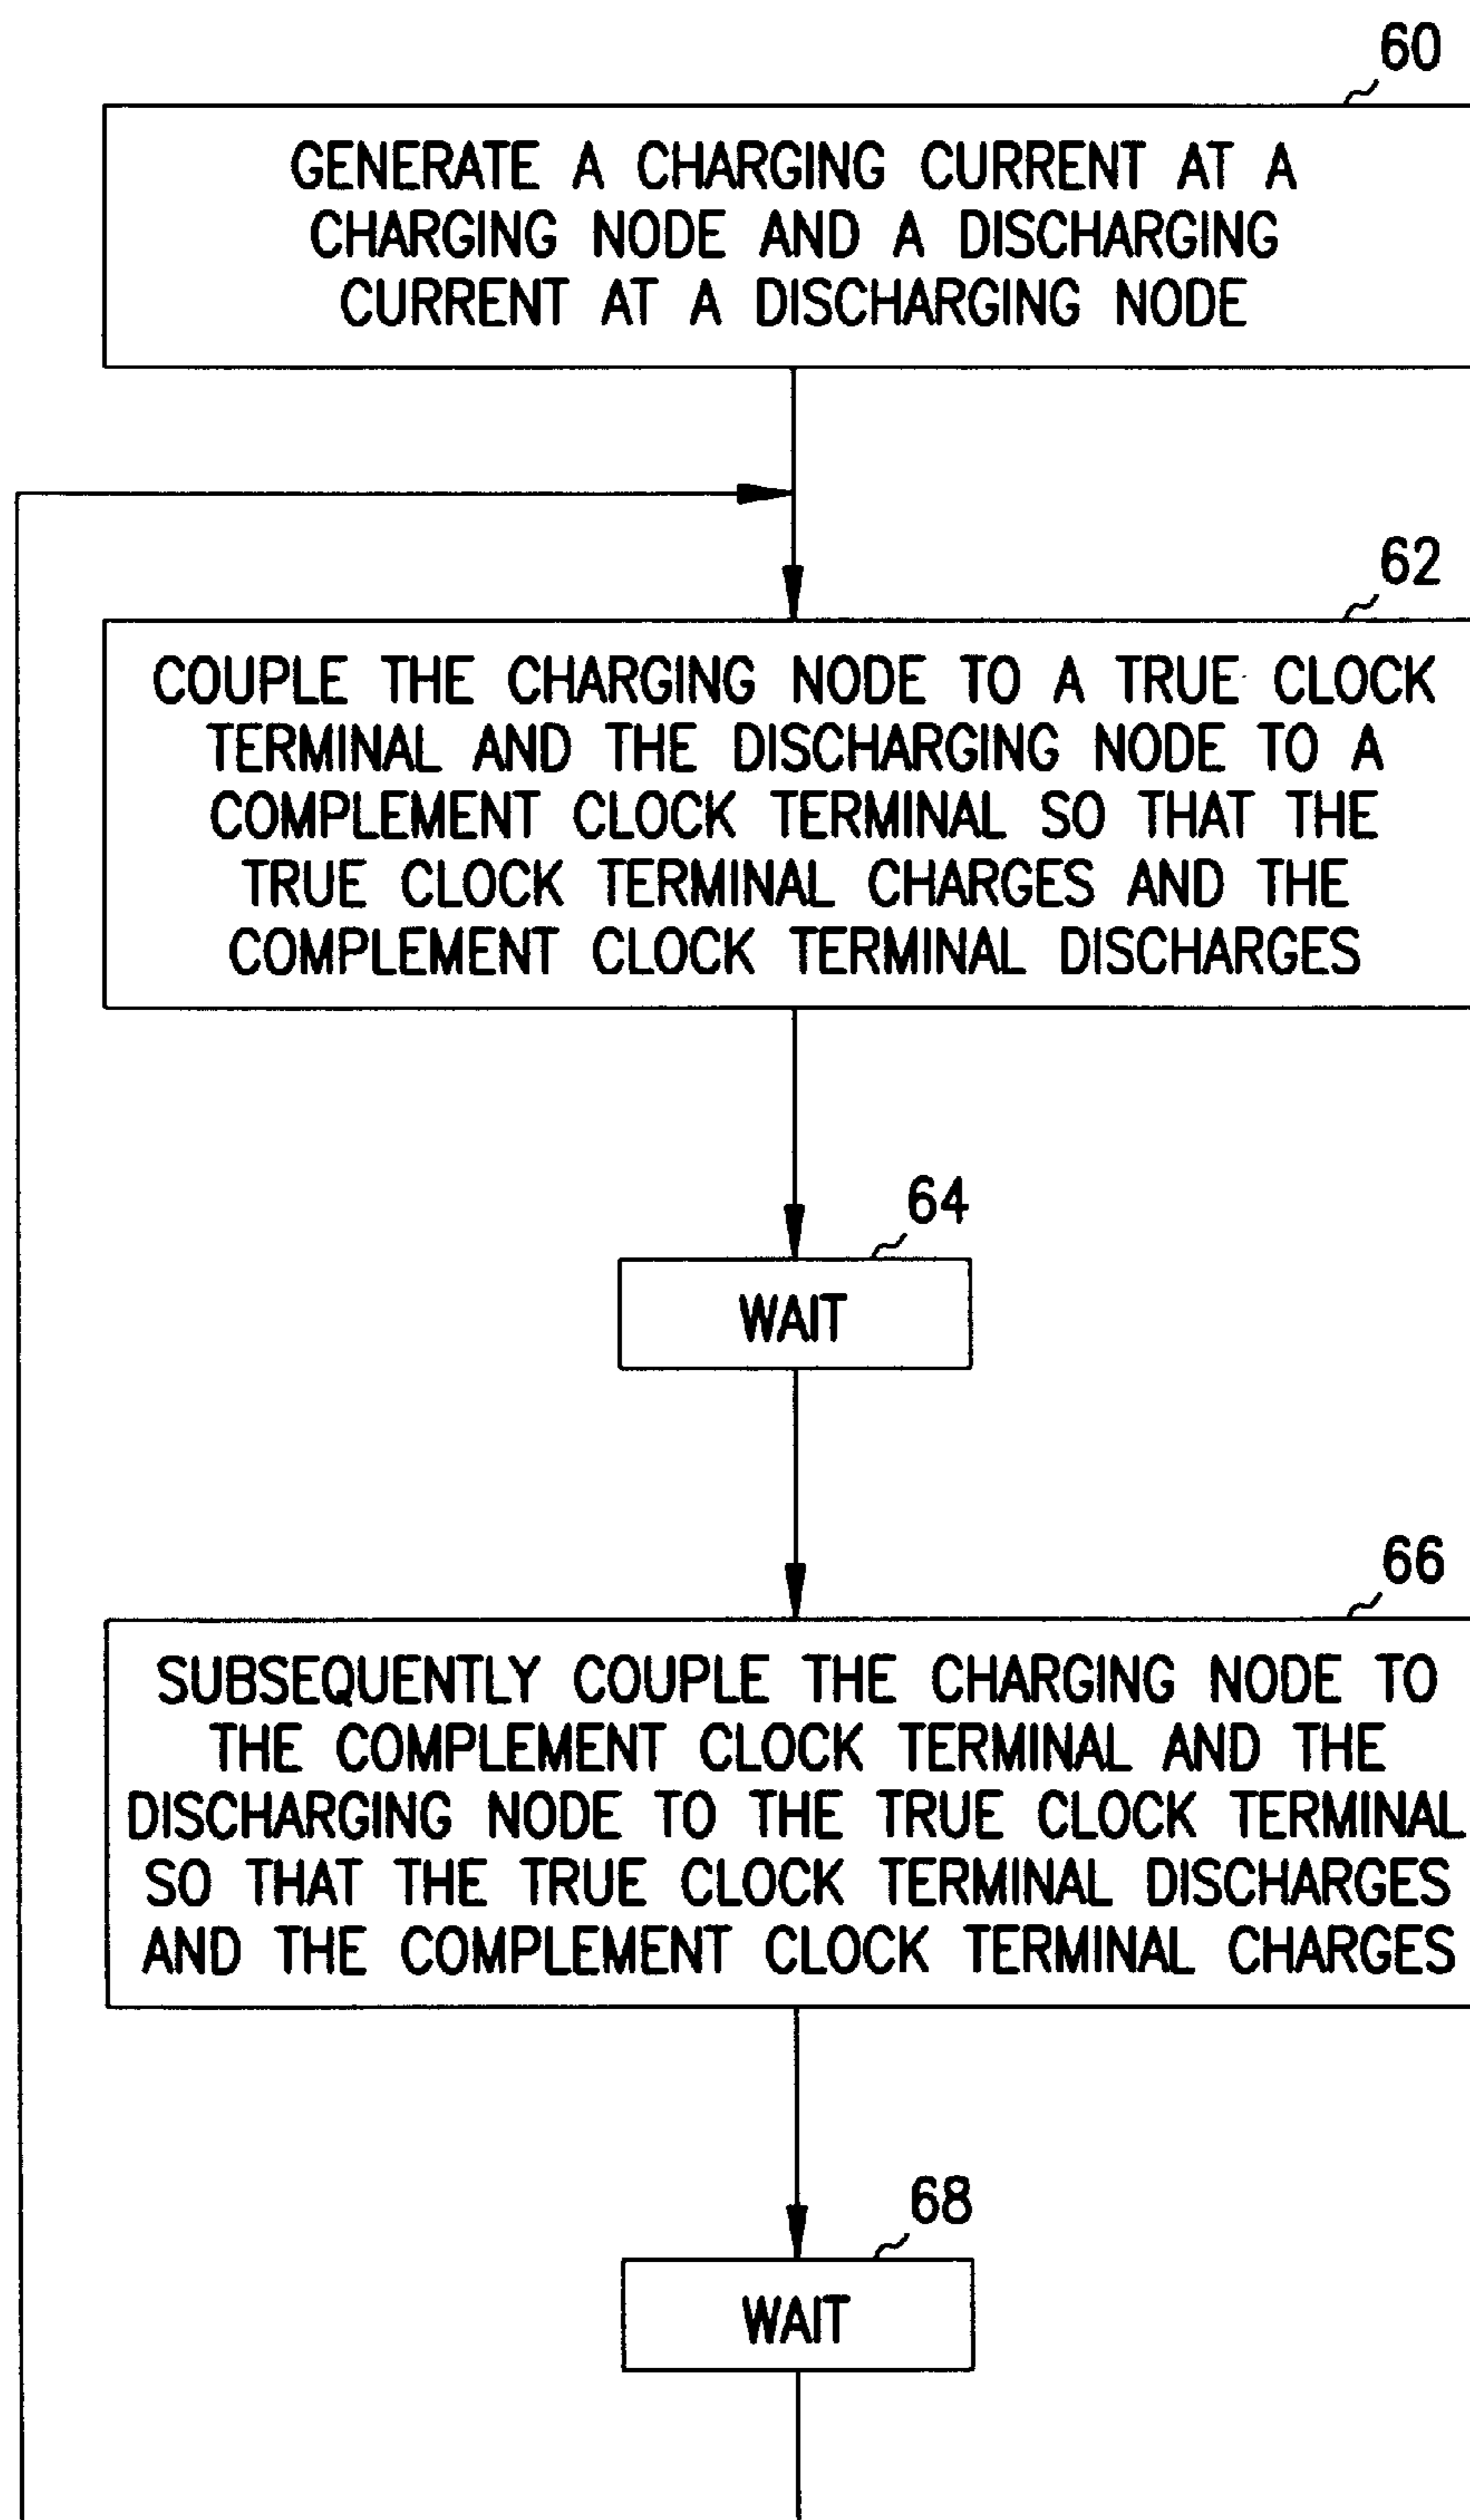 60
GENERATE A CHARGING CURRENT AT A
CHARGING NODE AND A DISCHARGING
CURRENT AT A DISCHARGING NODE
62
COUPLE THE CHARGING NODE TO A TRUE CLOCK
TERMINAL AND THE DISCHARGING NODE TO A
COMPLEMENT CLOCK TERMINAL SO THAT THE
TRUE CLOCK TERMINAL CHARGES AND THE
COMPLEMENT CLOCK TERMINAL DISCHARGES
64
WAIT
66
SUBSEQUENTLY COUPLE THE CHARGING NODE TO
THE COMPLEMENT CLOCK TERMINAL AND THE
DISCHARGING NODE TO THE TRUE CLOCK TERMINAL
SO THAT THE TRUE CLOCK TERMINAL DISCHARGES
AND THE COMPLEMENT CLOCK TERMINAL CHARGES
68
WAIT